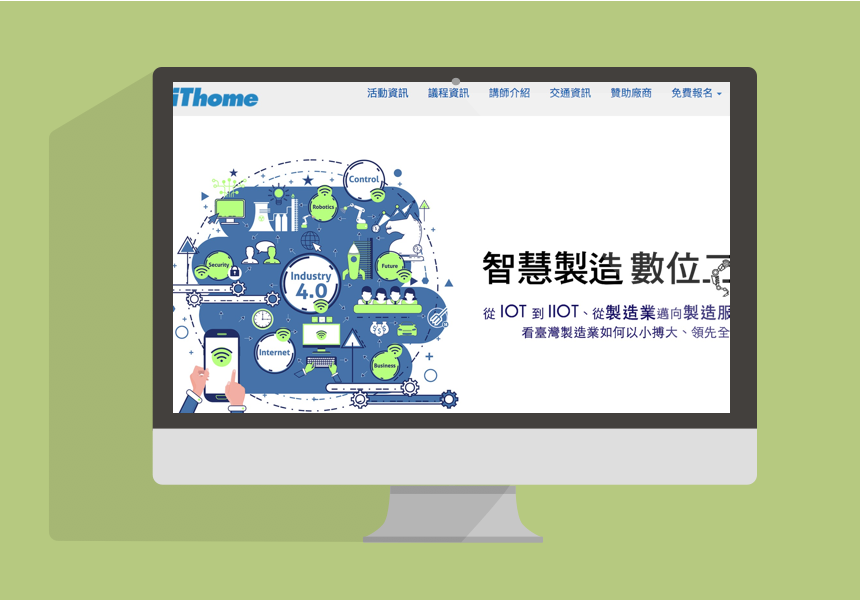 iThome
活動資訊 議程資訊 講師介紹 交通資訊 贊助廠商 免費報名
Control
Robotics
Security
Future
Industry
4.0
Internet
Business
智慧製造 數位
從 IOT 到 IIOT、從製造業邁向製造服
看臺灣製造業如何以小搏大、領先全